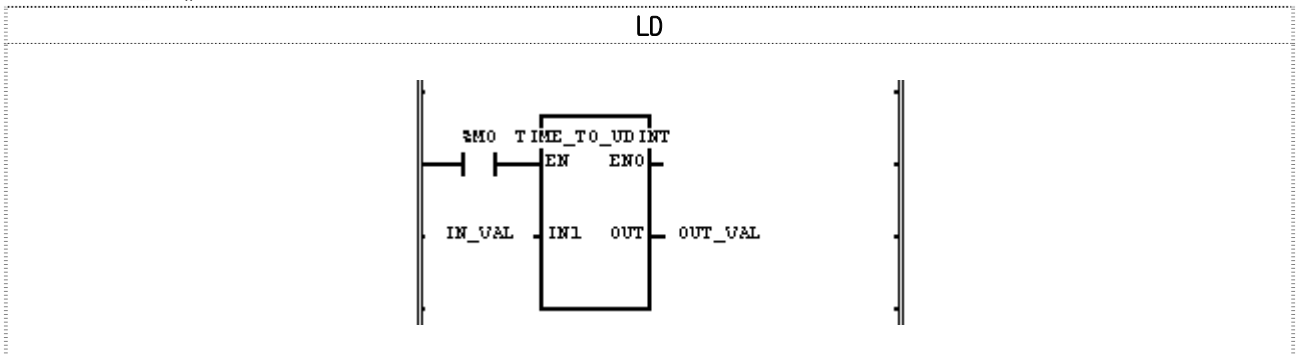 LD
%M0 TIME_TO_UDINT
EN ENO
IN_VAL IN1 OUT OUT_VAL